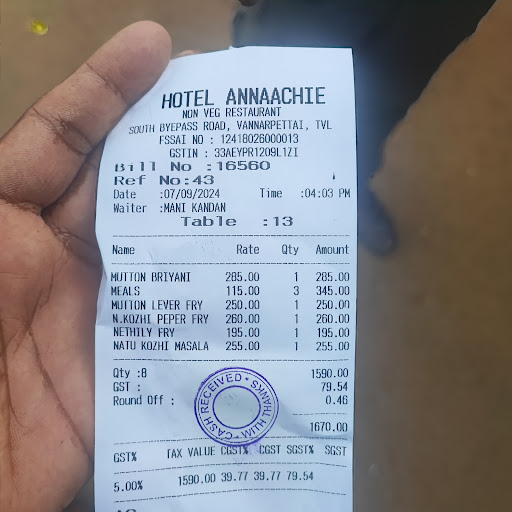 HOTEL ANNAACHIE
NON VEG RESTAURANT
SOUTH BYEPASS ROAD, VANNARPETTAI, TVL
FSSAI NO : 12418026000013
GSTIN : 33AEYPR1209L1ZI
Bill No :16560
Ref No:43
Date :07/09/2024 Time :04:03 PM
Waiter :MANI KANDAN
Table :13
Name Rate Qty Amount
MUTTON BRIYANI 285.00 1 285.00
MEALS 115.00 3 345.00
MUTTON LEVER FRY 250.00 1 250.00
N.KOZHI PEPER FRY 260.00 1 260.00
NETHILY FRY 195.00 1 195.00
NATU KOZHI MASALA 255.00 1 255.00
Qty :8 1590.00
GST : 79.54
Round Off : 0.46
CASH RECEIVED • WITH THANKS •
1670.00
GST% TAX VALUE CGST% CGST SGST% SGST
5.00% 1590.00 39.77 39.77 79.54